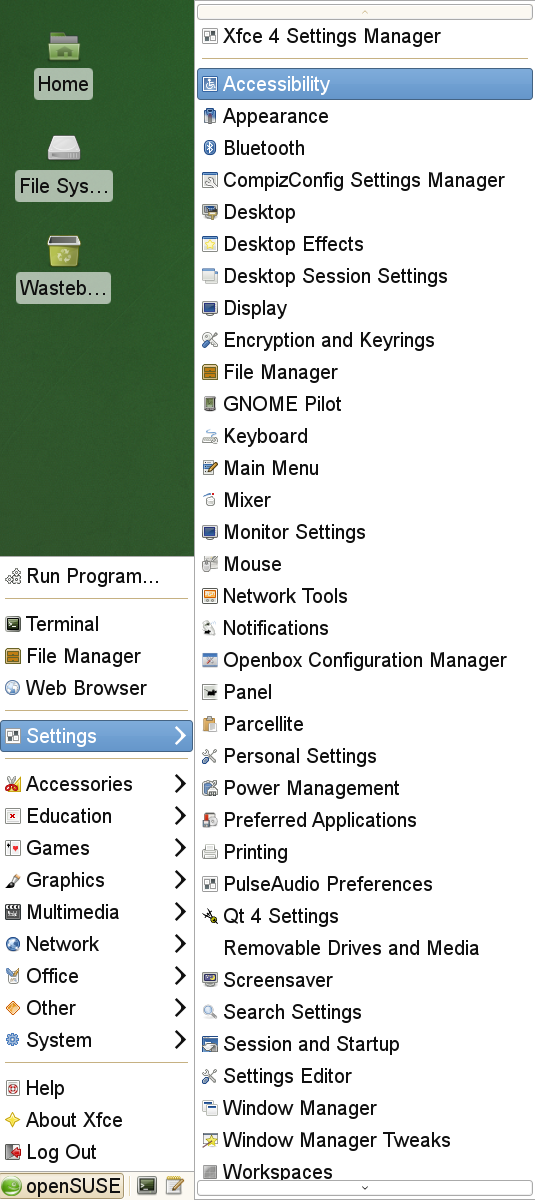 Home
File Sys...
Wasteb...
Run Program...
Terminal
File Manager
Web Browser
Settings
Accessories
Education
Games
Graphics
Multimedia
Network
Office
Other
System
Help
About Xfce
Log Out
openSUSE
Xfce 4 Settings Manager
Accessibility
Appearance
Bluetooth
CompizConfig Settings Manager
Desktop
Desktop Effects
Desktop Session Settings
Display
Encryption and Keyrings
File Manager
GNOME Pilot
Keyboard
Main Menu
Mixer
Monitor Settings
Mouse
Network Tools
Notifications
Openbox Configuration Manager
Panel
Parcellite
Personal Settings
Power Management
Preferred Applications
Printing
PulseAudio Preferences
Qt 4 Settings
Removable Drives and Media
Screensaver
Search Settings
Session and Startup
Settings Editor
Window Manager
Window Manager Tweaks
Workspaces